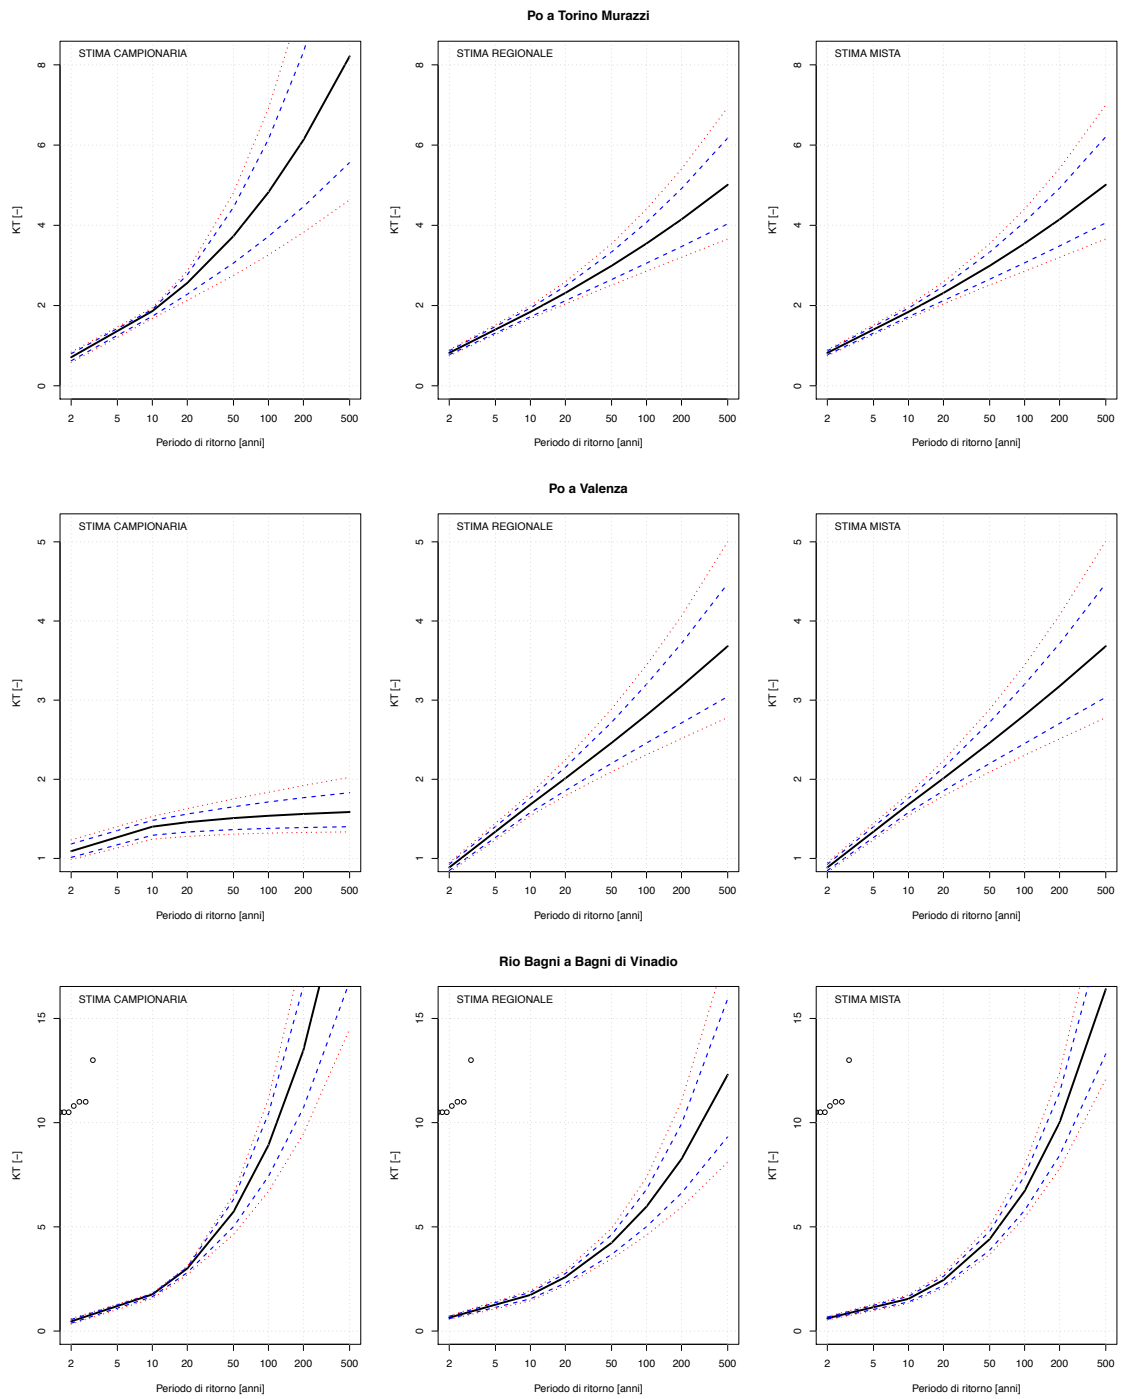 Po a Torino Murazzi
STIMA CAMPIONARIA
KT [−]
0 2 4 6 8
2 5 10 20 50 100 200 500
Periodo di ritorno [anni]
STIMA REGIONALE
KT [−]
0 2 4 6 8
2 5 10 20 50 100 200 500
Periodo di ritorno [anni]
STIMA MISTA
KT [−]
0 2 4 6 8
2 5 10 20 50 100 200 500
Periodo di ritorno [anni]
Po a Valenza
STIMA CAMPIONARIA
KT [−]
1 2 3 4 5
2 5 10 20 50 100 200 500
Periodo di ritorno [anni]
STIMA REGIONALE
KT [−]
1 2 3 4 5
2 5 10 20 50 100 200 500
Periodo di ritorno [anni]
STIMA MISTA
KT [−]
1 2 3 4 5
2 5 10 20 50 100 200 500
Periodo di ritorno [anni]
Rio Bagni a Bagni di Vinadio
STIMA CAMPIONARIA
KT [−]
0 5 10 15
2 5 10 20 50 100 200 500
Periodo di ritorno [anni]
STIMA REGIONALE
KT [−]
0 5 10 15
2 5 10 20 50 100 200 500
Periodo di ritorno [anni]
STIMA MISTA
KT [−]
0 5 10 15
2 5 10 20 50 100 200 500
Periodo di ritorno [anni]